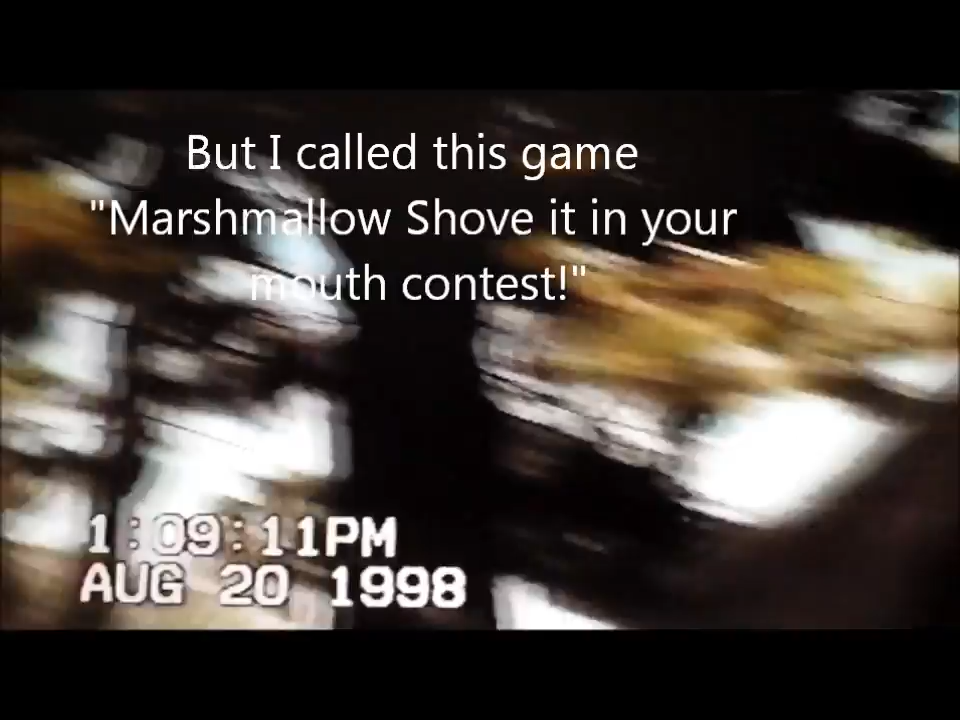 But I called this game
"Marshmallow Shove it in your
mouth contest!"
1:09:11PM
AUG 20 1998